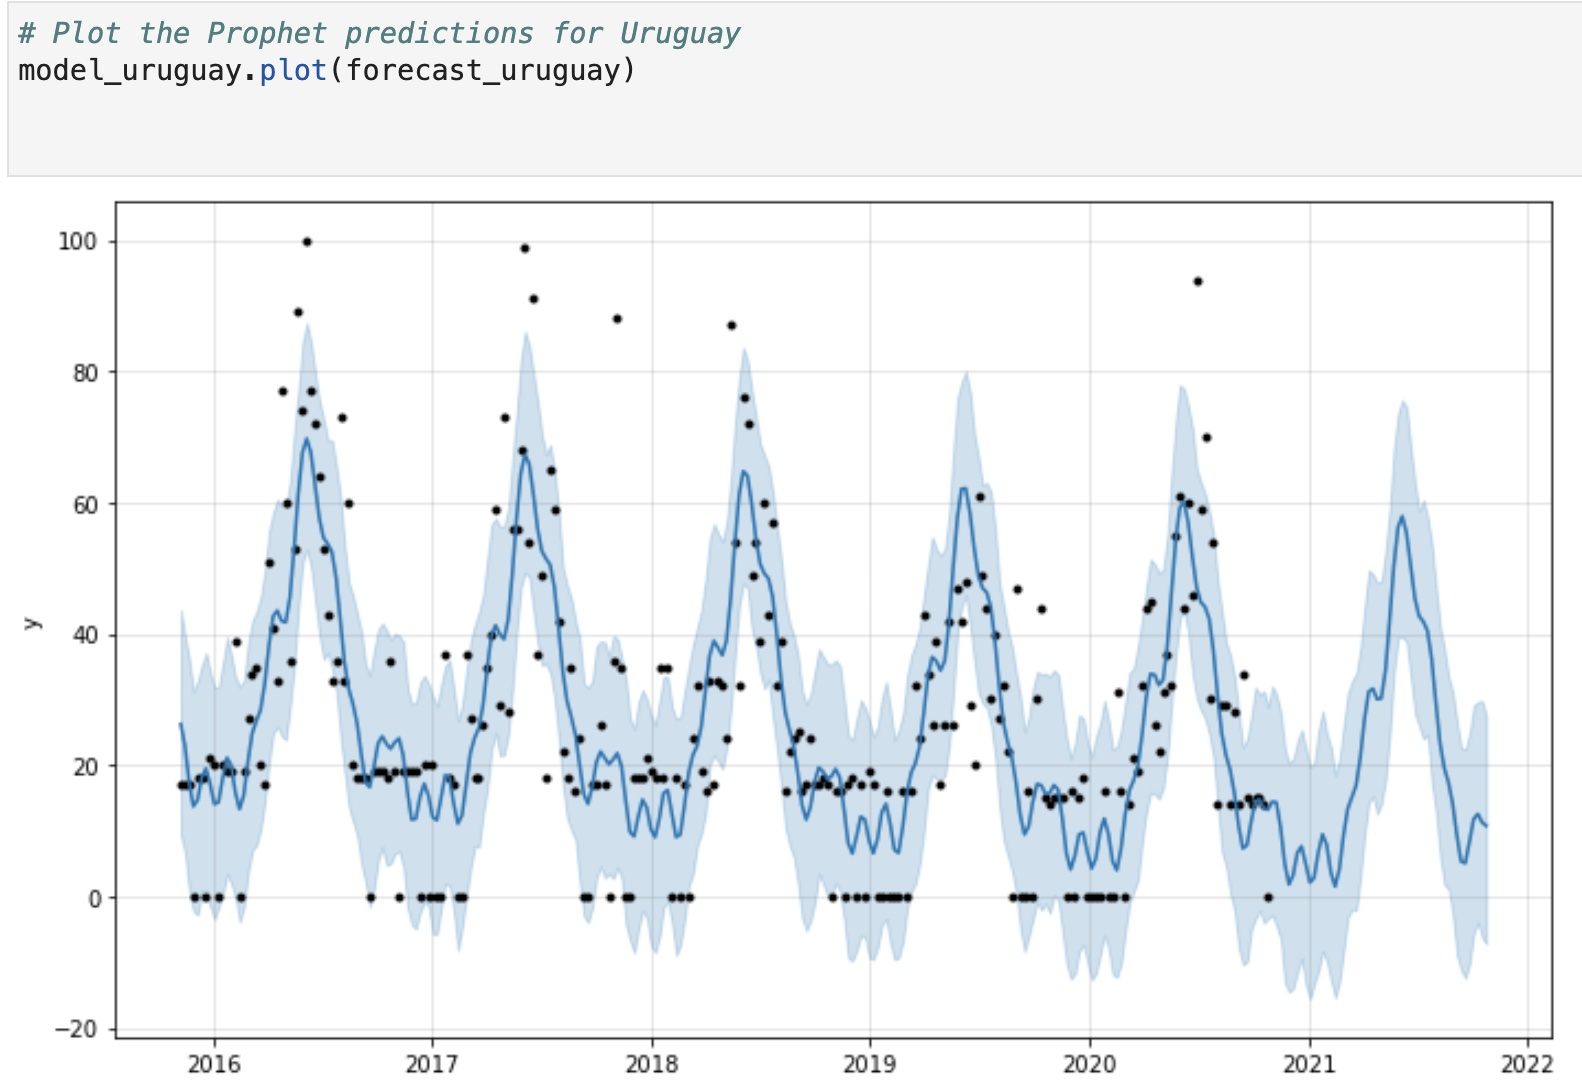 # Plot the Prophet predictions for Uruguay
model_uruguay.plot(forecast_uruguay)
100
80
60
40
20
0
−20
y
2016 2017 2018 2019 2020 2021 2022